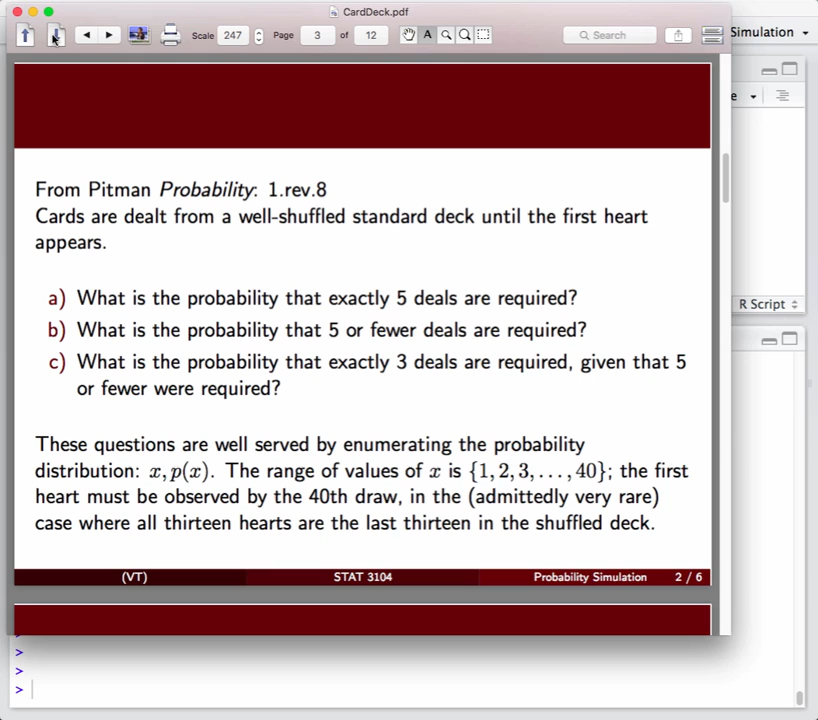 CardDeck.pdf
Scale 247 Page 3 of 12 A Search
Simulation
e
From Pitman Probability: 1.rev.8
Cards are dealt from a well-shuffled standard deck until the first heart
appears.
a) What is the probability that exactly 5 deals are required?
b) What is the probability that 5 or fewer deals are required?
c) What is the probability that exactly 3 deals are required, given that 5
or fewer were required?
R Script
These questions are well served by enumerating the probability
distribution: x, p(x). The range of values of x is {1, 2, 3, . . . , 40}; the first
heart must be observed by the 40th draw, in the (admittedly very rare)
case where all thirteen hearts are the last thirteen in the shuffled deck.
(VT) STAT 3104 Probability Simulation 2 / 6
>
>
>
>